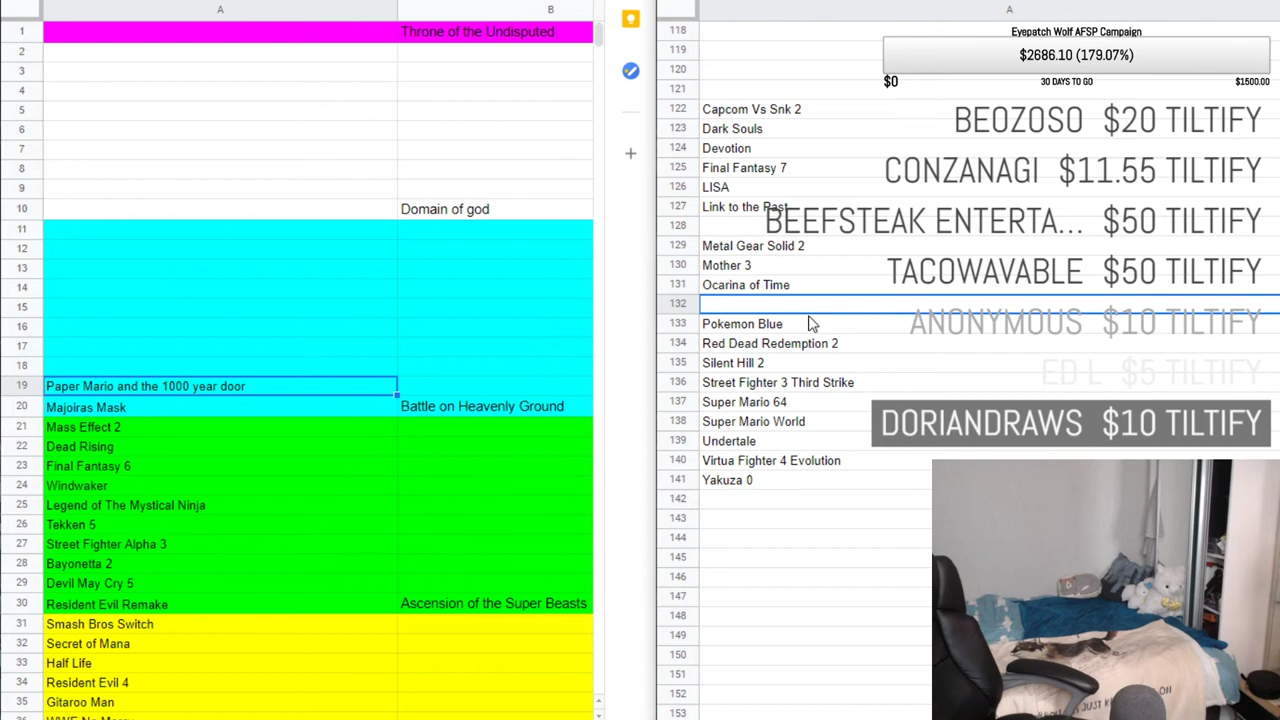 A
B
1 Throne of the Undisputed
2
3
4
5
6
7
8
9
10 Domain of god
11
12
13
14
15
16
17
18
19 Paper Mario and the 1000 year door
20 Majoiras Mask Battle on Heavenly Ground
21 Mass Effect 2
22 Dead Rising
23 Final Fantasy 6
24 Windwaker
25 Legend of The Mystical Ninja
26 Tekken 5
27 Street Fighter Alpha 3
28 Bayonetta 2
29 Devil May Cry 5
30 Resident Evil Remake Ascension of the Super Beasts
31 Smash Bros Switch
32 Secret of Mana
33 Half Life
34 Resident Evil 4
35 Gitaroo Man
A
118
119
120
121
122 Capcom Vs Snk 2
123 Dark Souls
124 Devotion
125 Final Fantasy 7
126 LISA
127 Link to the Past
128
129 Metal Gear Solid 2
130 Mother 3
131 Ocarina of Time
132
133 Pokemon Blue
134 Red Dead Redemption 2
135 Silent Hill 2
136 Street Fighter 3 Third Strike
137 Super Mario 64
138 Super Mario World
139 Undertale
140 Virtua Fighter 4 Evolution
141 Yakuza 0
142
143
144
145
146
147
148
149
150
151
152
153
Eyepatch Wolf AFSP Campaign
$2686.10 (179.07%)
$0 30 DAYS TO GO $1500.00
BEOZOSO $20 TILTIFY
CONZANAGI $11.55 TILTIFY
BEEFSTEAK ENTERTA... $50 TILTIFY
TACOWAVABLE $50 TILTIFY
ANONYMOUS $10 TILTIFY
ED L $5 TILTIFY
DORIANDRAWS $10 TILTIFY